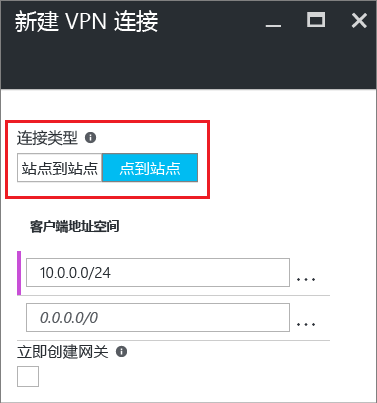 新建 VPN 连接
连接类型
站点到站点 点到站点
客户端地址空间
10.0.0.0/24 ...
0.0.0.0/0 ...
立即创建网关